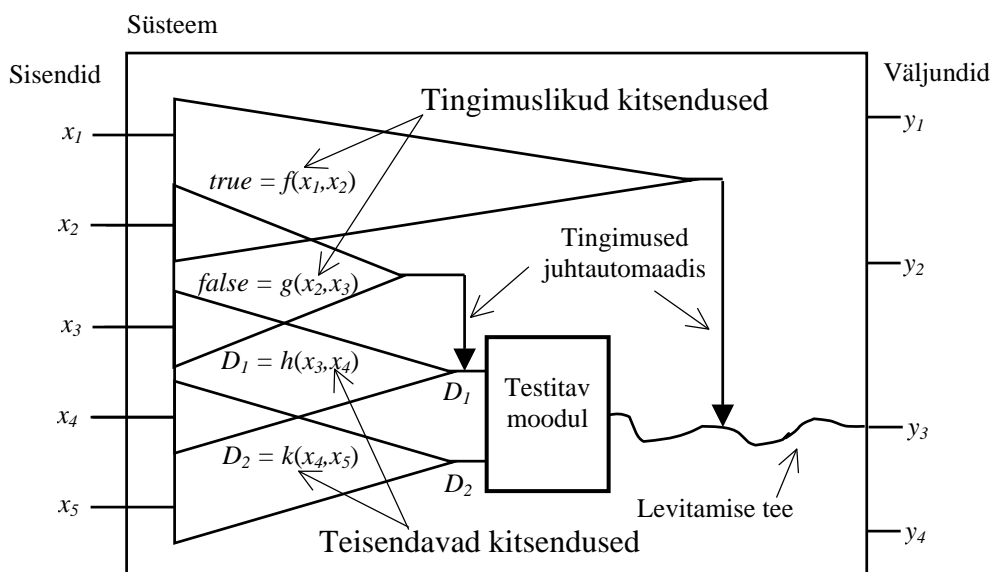 Süsteem
Sisendid
Väljundid
Tingimuslikud kitsendused
x1
y1
true = f(x1,x2)
x2
Tingimused
juhtautomaadis
y2
false = g(x2,x3)
x3
D1 = h(x3,x4)
D1
Testitav
moodul
x4
y3
D2 = k(x4,x5)
D2
x5
Levitamise tee
y4
Teisendavad kitsendused